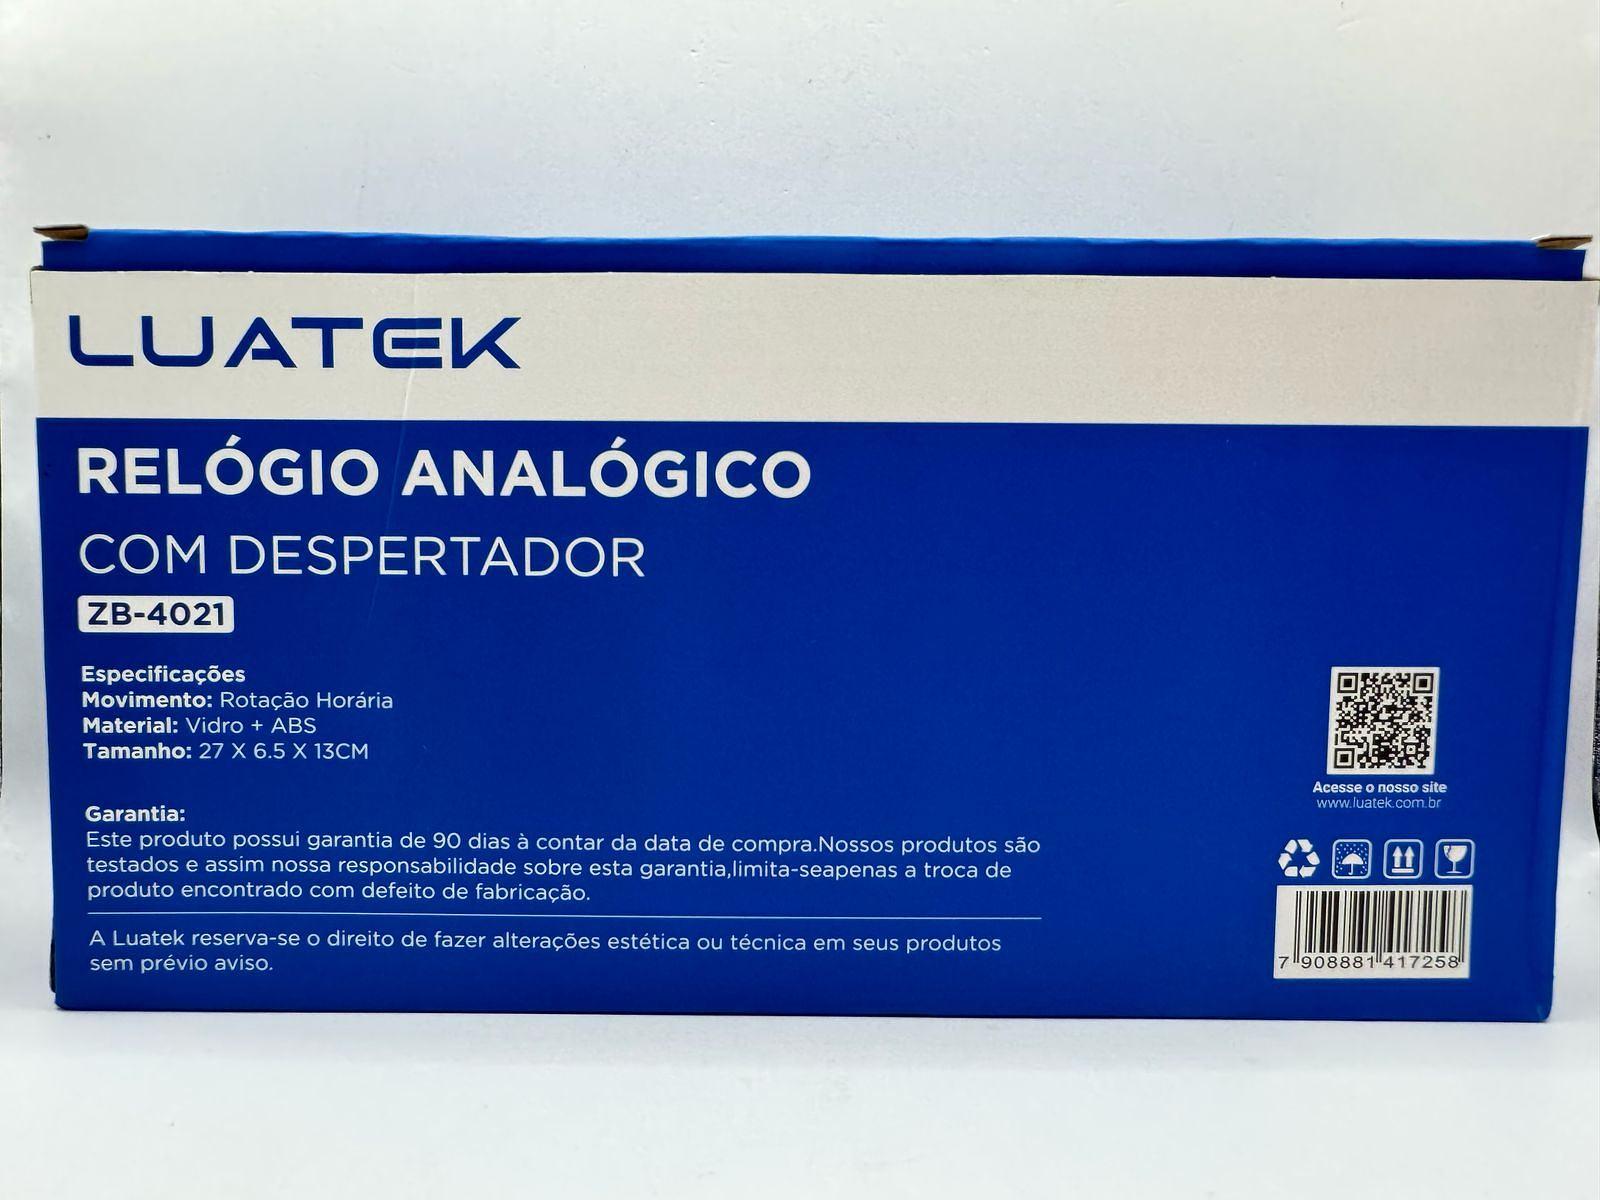 LUATEK
RELÓGIO ANALÓGICO
COM DESPERTADOR
ZB-4021
Especificações
Movimento: Rotação Horária
Material: Vidro + ABS
Tamanho: 27 X 6.5 X 13CM
Garantia:
Este produto possui garantia de 90 dias à contar da data de compra.Nossos produtos são
testados e assim nossa responsabilidade sobre esta garantia,limita-seapenas a troca de
produto encontrado com defeito de fabricação.
A Luatek reserva-se o direito de fazer alterações estética ou técnica em seus produtos
sem prévio aviso.
Acesse o nosso site
www.luatek.com.br
7 908881 417258